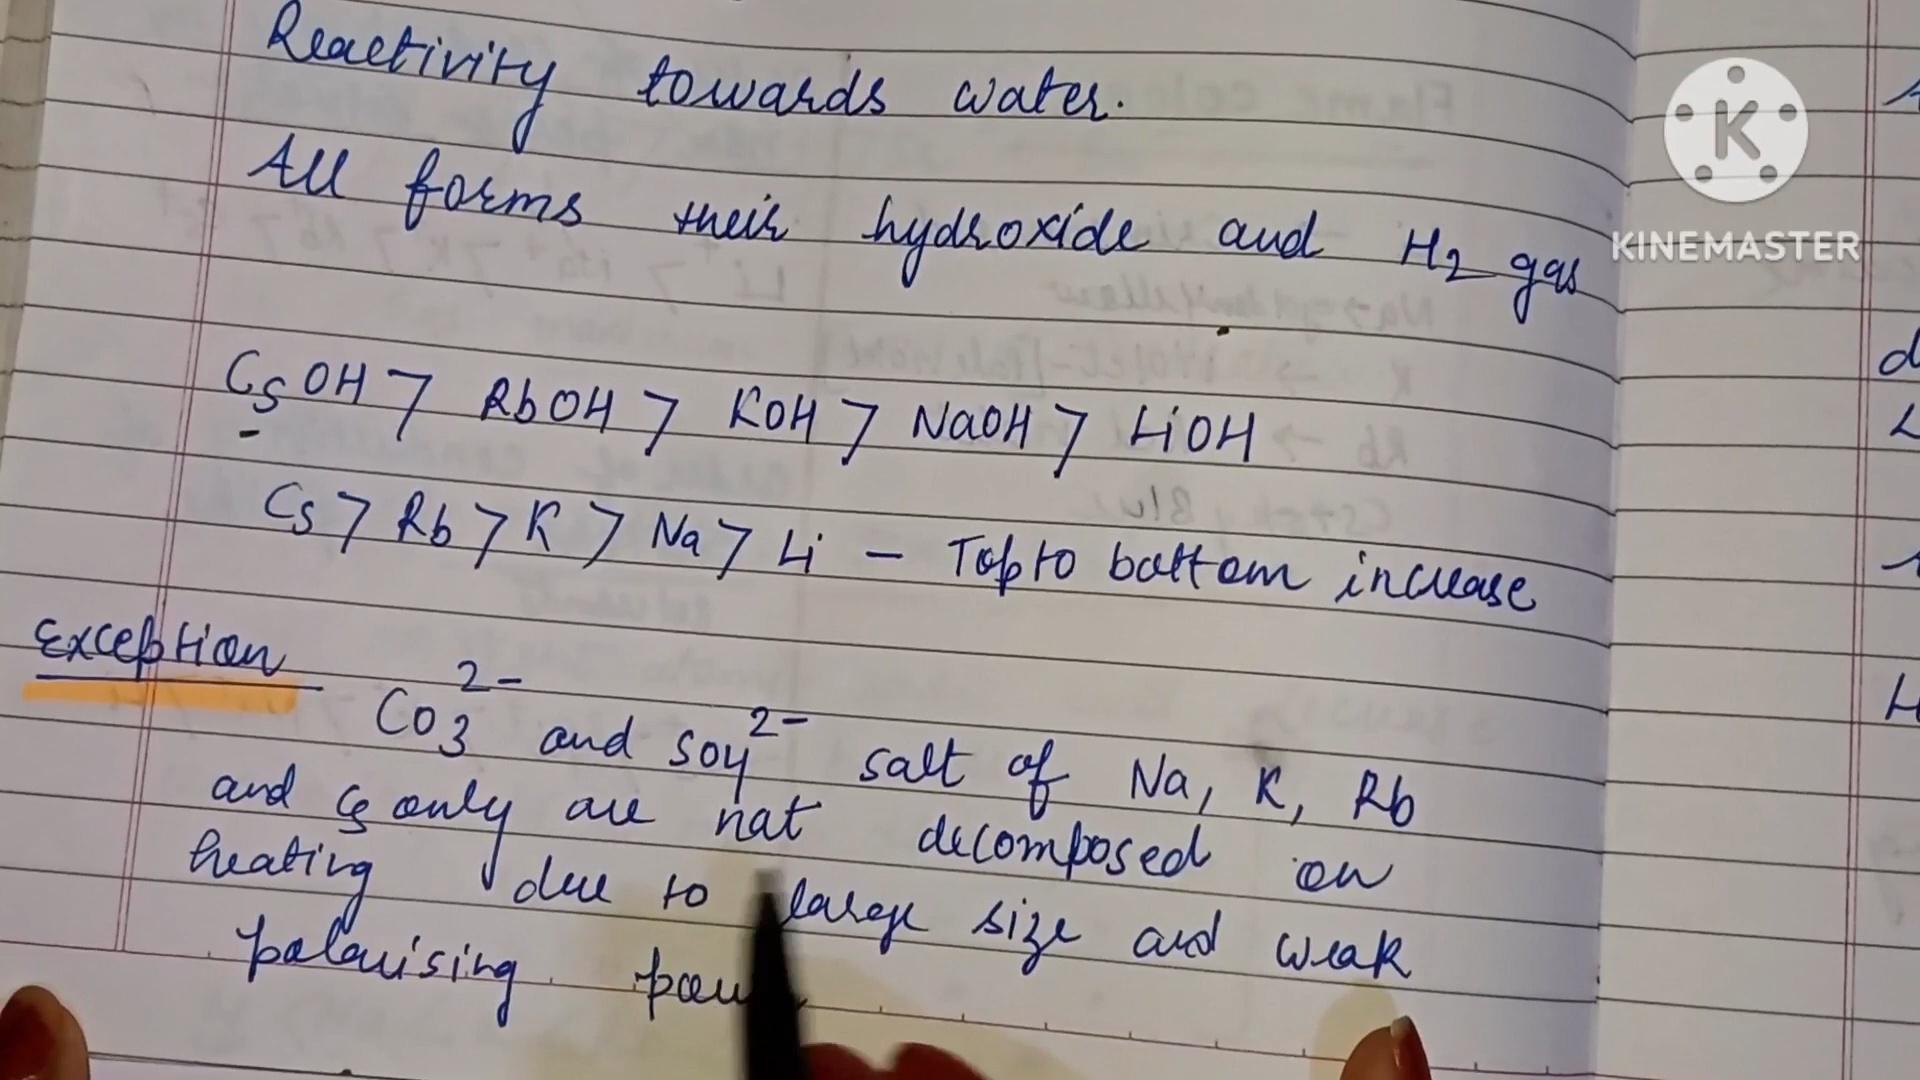 Reactivity towards water.
All forms their hydroxide and H2 gas
K
KINEMASTER
CsOH > RbOH > KOH > NaOH > LiOH
Cs > Rb > K > Na > Li - Top to bottom increase
Exception
CO3 2- and SO4 2- salt of Na, K, Rb
and Cs only are not decomposed on
heating due to large size and weak
polarising